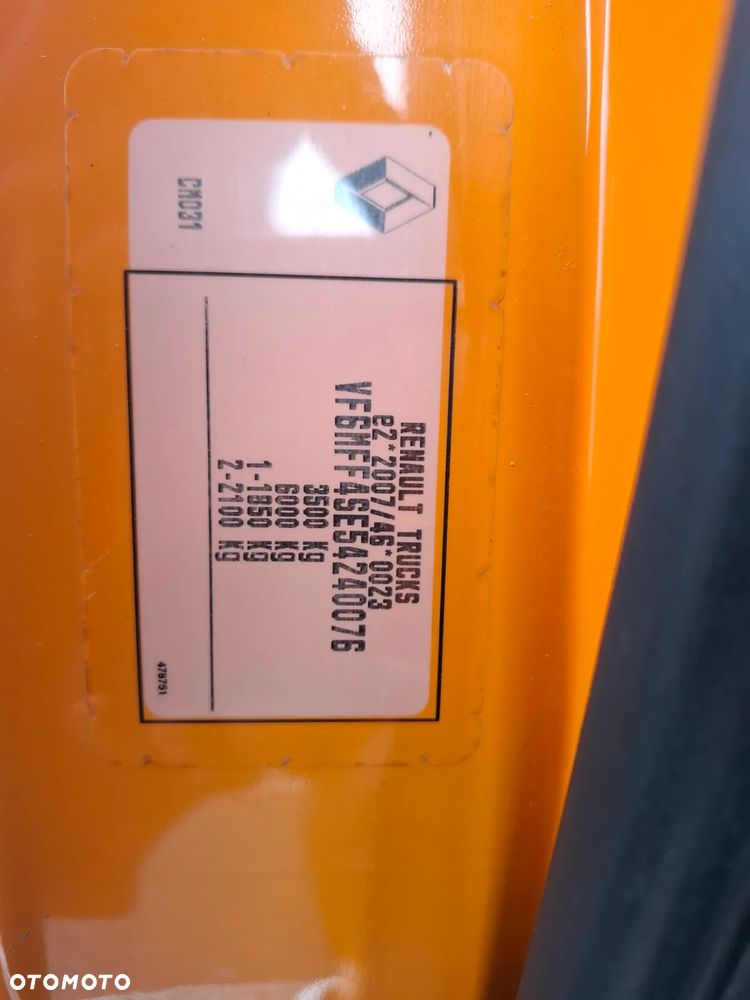 CM031
RENAULT TRUCKS
e2*2007/46*0023
VF6MFF4SE54240076
3500 Kg
6000 Kg
1-1850 Kg
2-2100 Kg
478751
OTOMOTO